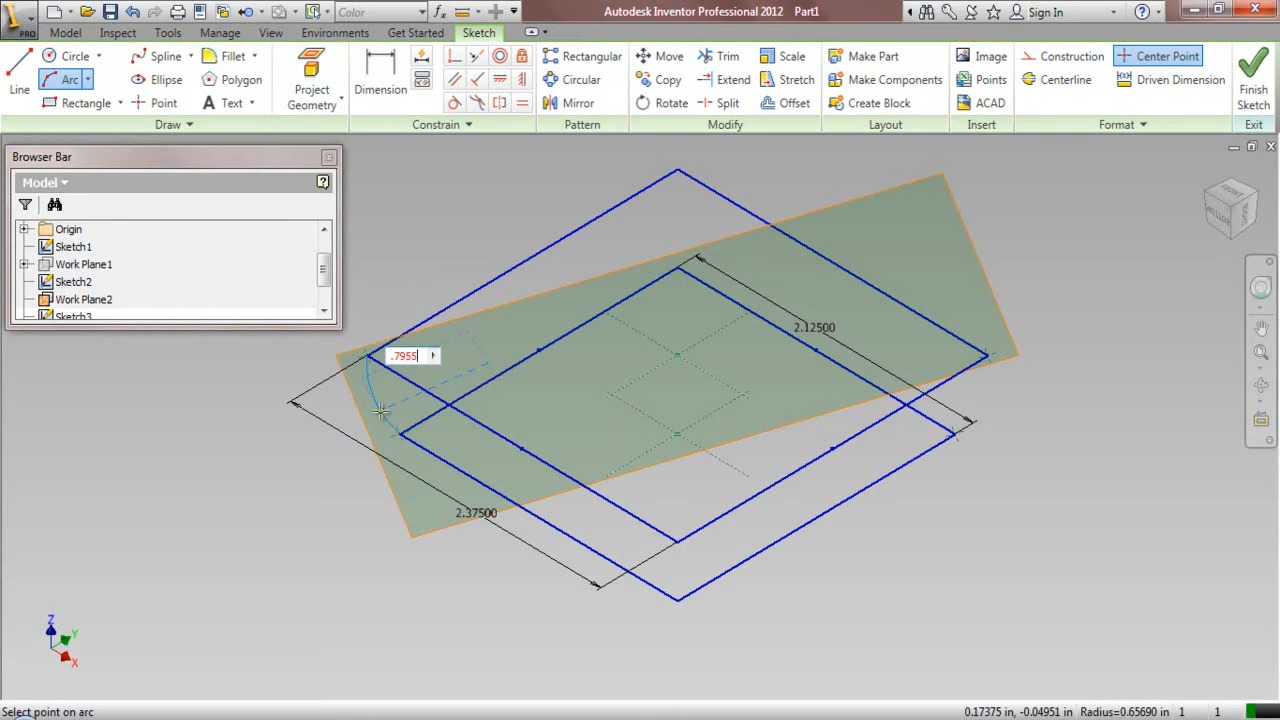 Color
Autodesk Inventor Professional 2012 Part1
Sign In
PRO
Model Inspect Tools Manage View Environments Get Started Sketch
Line
Circle
Arc
Rectangle
Spline
Ellipse
Point
Fillet
Polygon
Text
Project
Geometry
Draw
Dimension
Constrain
Rectangular
Circular
Mirror
Pattern
Move
Copy
Rotate
Trim
Extend
Split
Scale
Stretch
Offset
Modify
Make Part
Make Components
Create Block
Layout
Image
Points
ACAD
Insert
Construction
Centerline
Center Point
Driven Dimension
Format
Finish
Sketch
Exit
Browser Bar
Model
Origin
Sketch1
Work Plane1
Sketch2
Work Plane2
Sketch3
FRONT
RIGHT
BOTTOM
2.12500
.7955
2.37500
Z
Y
X
Select point on arc
0.17375 in, -0.04951 in Radius=0.65690 in 1 1